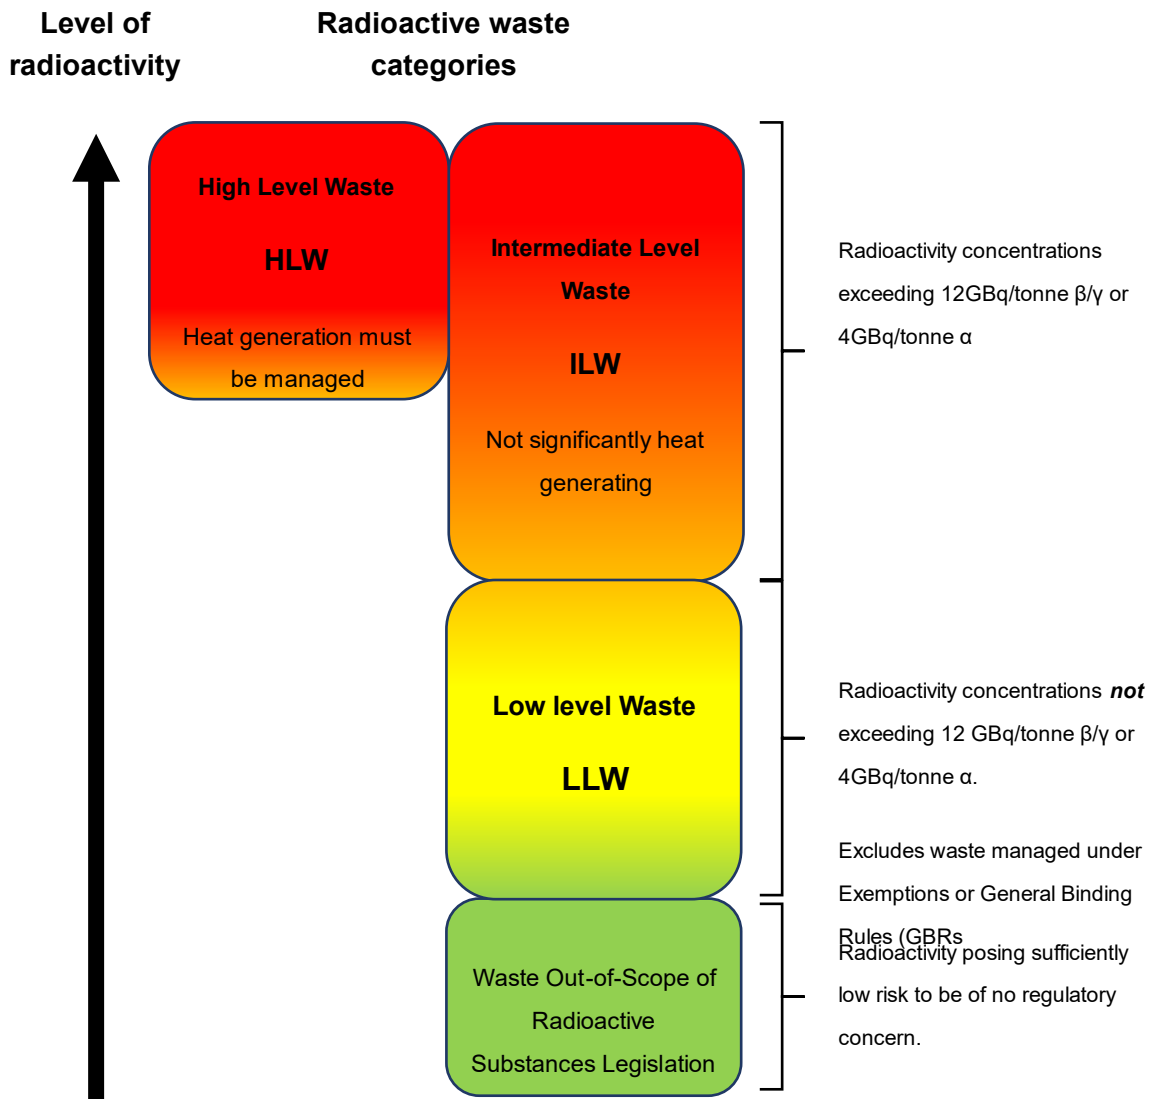 Level of
radioactivity
Radioactive waste
categories
High Level Waste
HLW
Heat generation must
be managed
Intermediate Level
Waste
ILW
Not significantly heat
generating
Radioactivity concentrations
exceeding 12GBq/tonne β/γ or
4GBq/tonne α
Low level Waste
LLW
Radioactivity concentrations not
exceeding 12 GBq/tonne β/γ or
4GBq/tonne α.
Excludes waste managed under
Exemptions or General Binding
Rules (GBRs
Waste Out-of-Scope of
Radioactive
Substances Legislation
Radioactivity posing sufficiently
low risk to be of no regulatory
concern.